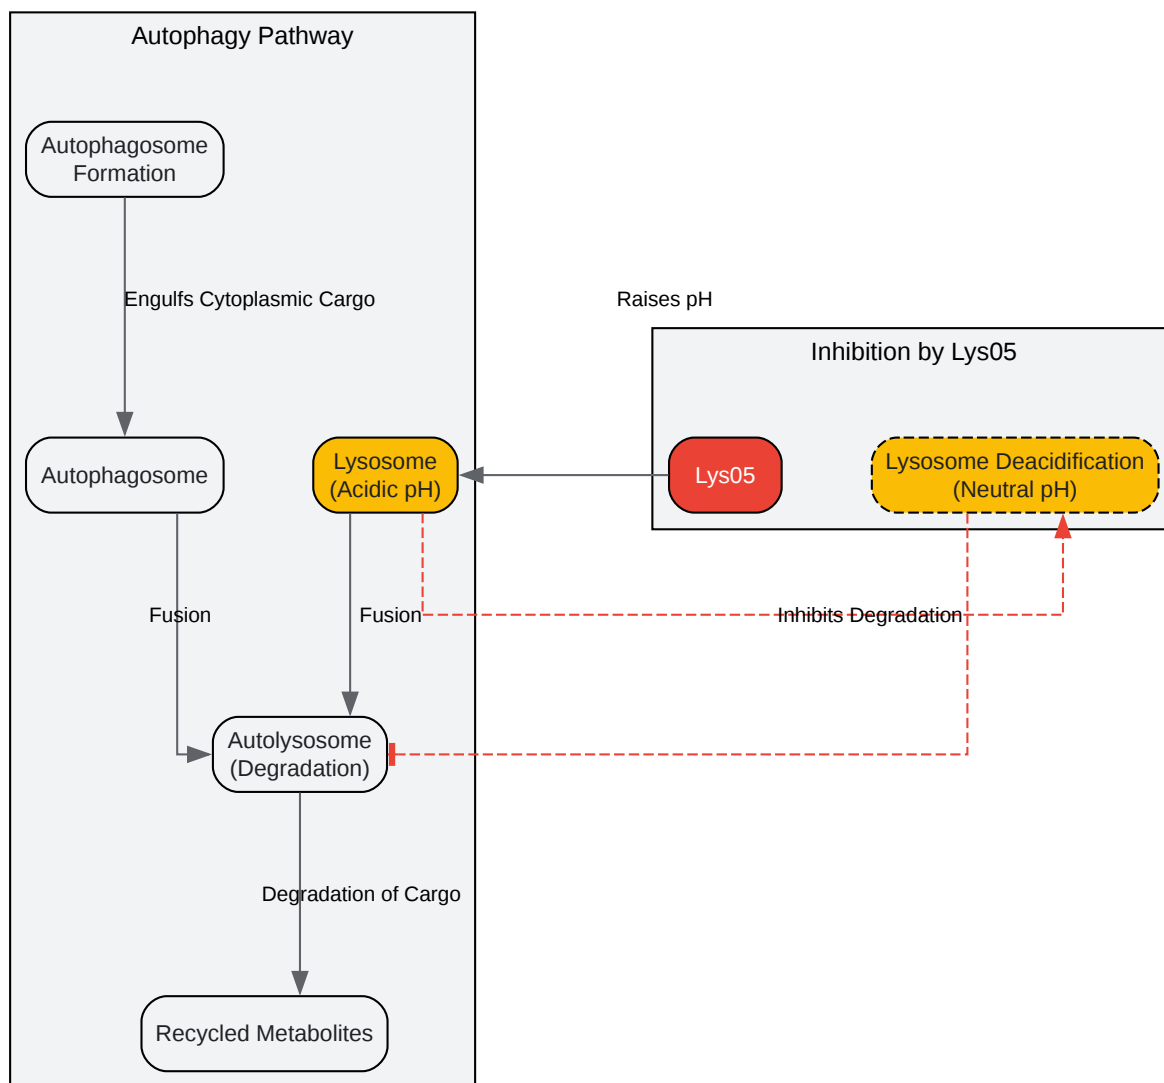 Autophagy Pathway
Autophagosome
Formation
Engulfs Cytoplasmic Cargo
Raises pH
Inhibition by Lys05
Autophagosome
Lysosome
(Acidic pH)
Lys05
Lysosome Deacidification
(Neutral pH)
Fusion
Fusion
Inhibits Degradation
Autolysosome
(Degradation)
Degradation of Cargo
Recycled Metabolites